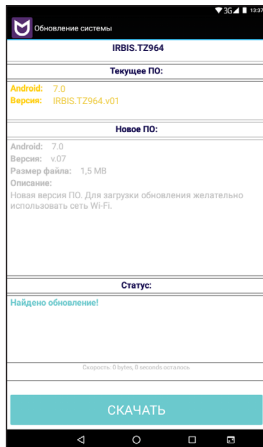 3G 13:37
Обновление системы
IRBIS.TZ964
Текущее ПО:
Android: 7.0
Версия: IRBIS.TZ964.v01
Новое ПО:
Android: 7.0
Версия: v.07
Размер файла: 1,5 MB
Описание:
Новая версия ПО. Для загрузки обновления желательно
использовать сеть Wi-Fi.
Статус:
Найдено обновление!
Скорость: 0 bytes, 0 seconds осталось.
СКАЧАТЬ